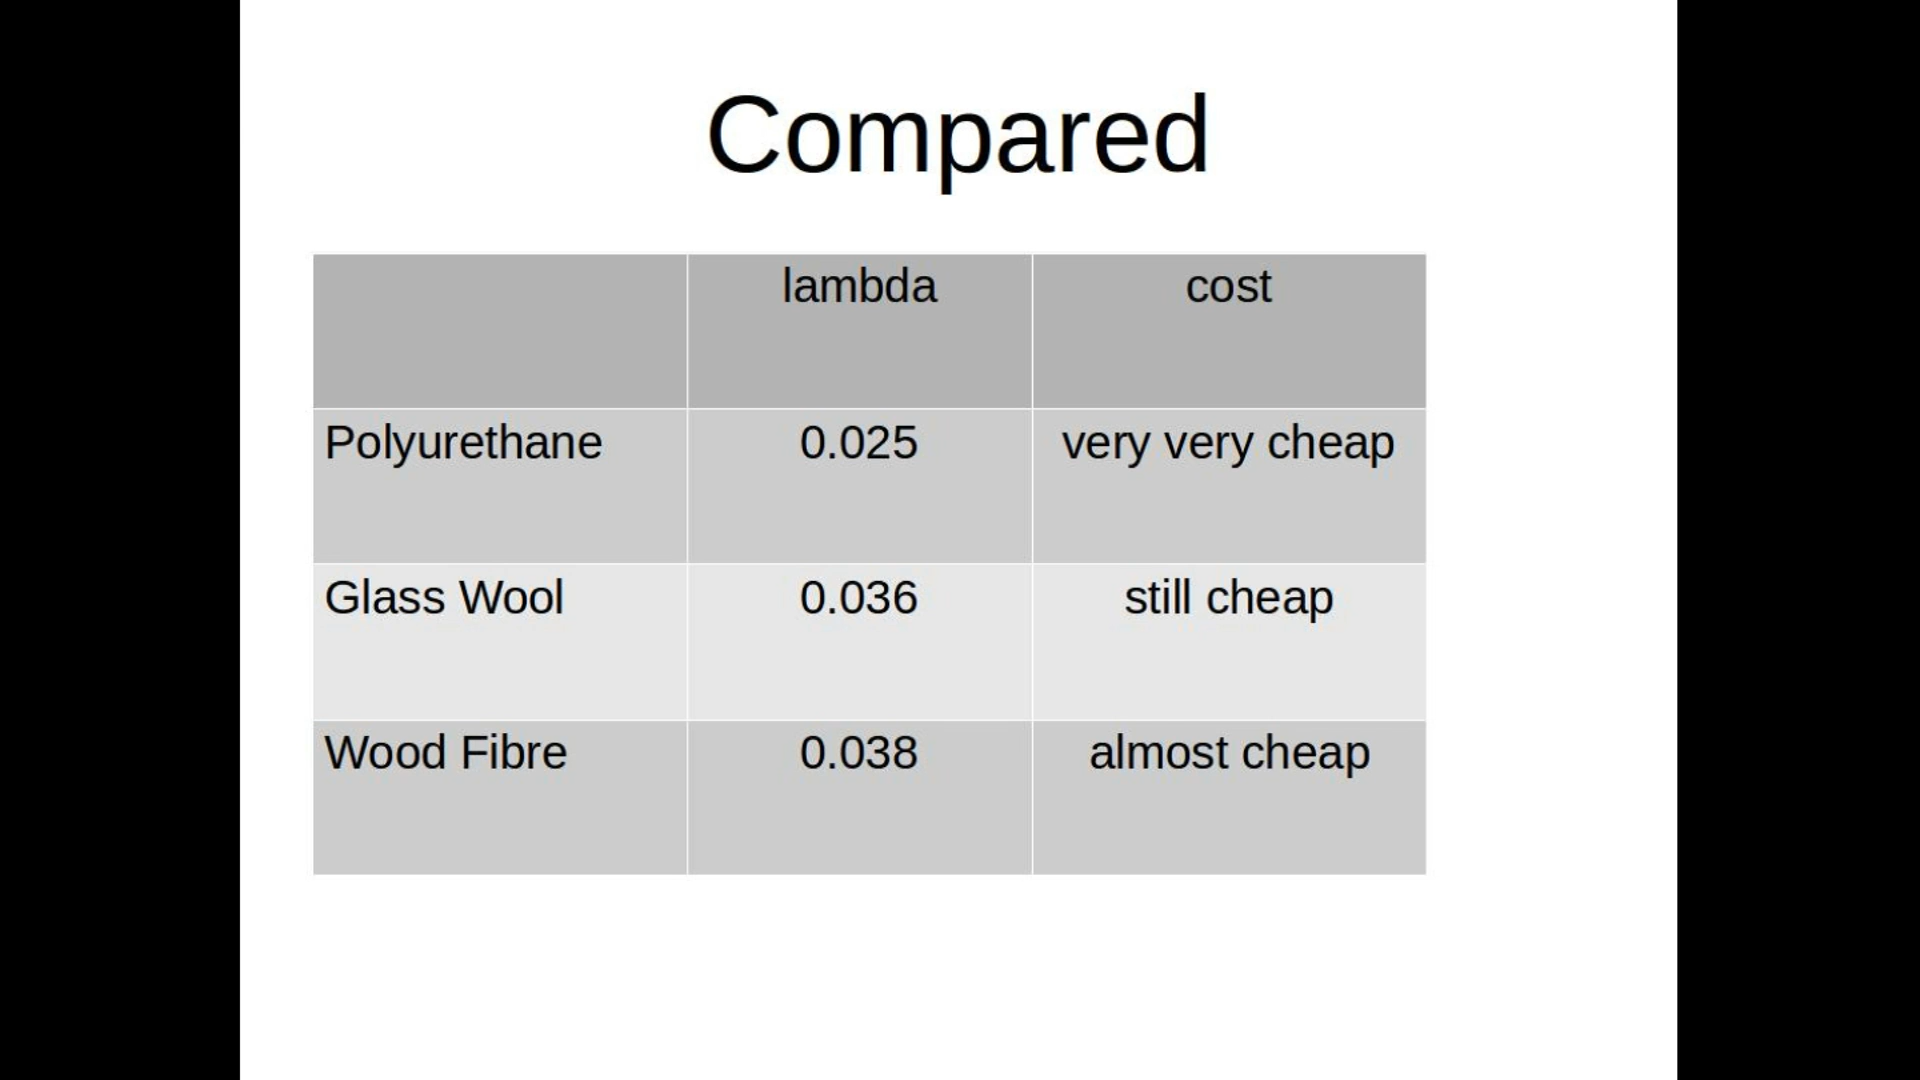 Compared
lambda cost
Polyurethane 0.025 very very cheap
Glass Wool 0.036 still cheap
Wood Fibre 0.038 almost cheap